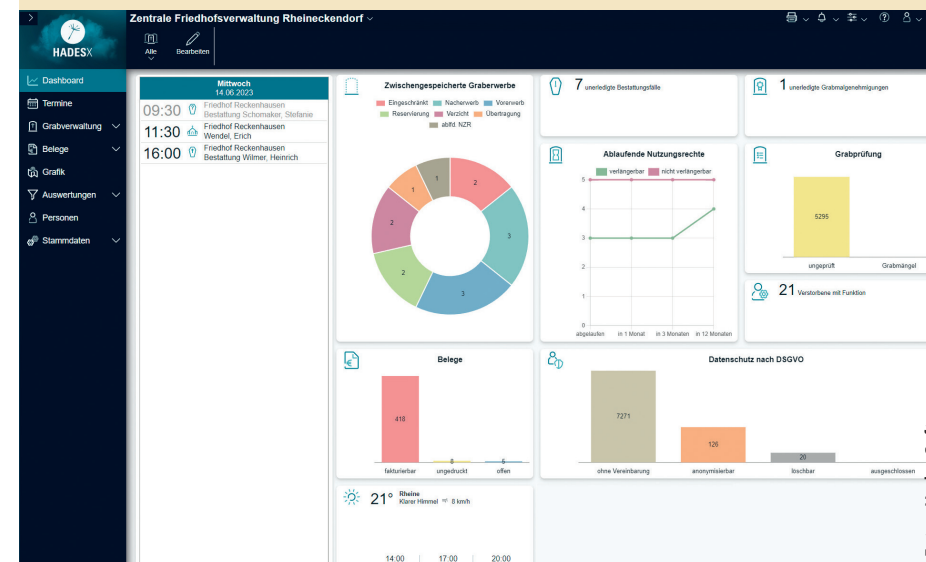 Zentrale Friedhofsverwaltung Rheineckendorf
HADESX
Alle
Bearbeiten
Dashboard
Termine
Grabverwaltung
Belege
Grafik
Auswertungen
Personen
Stammdaten
Mittwoch
14.06.2023
09:30 Friedhof Reckenhausen
Bestattung Schomaker, Stefanie
11:30 Friedhof Reckenhausen
Wendel, Erich
16:00 Friedhof Reckenhausen
Bestattung Wilmer, Heinrich
Zwischengespeicherte Graberwerbe
Eingeschränkt Nacherwerb Vorerwerb
Reservierung Verzicht Übertragung
ablfd. NZR
1
1
2
2
3
2
3
7 unerledigte Bestattungsfälle
1 unerledigte Grabmalgenehmigungen
Ablaufende Nutzungsrechte
verlängerbar nicht verlängerbar
5
4
3
2
1
0
abgelaufen in 1 Monat in 3 Monaten in 12 Monaten
Grabprüfung
5295
ungeprüft Grabmängel
21 Verstorbene mit Funktion
Belege
418
8
5
fakturierbar ungedruckt offen
Datenschutz nach DSGVO
7271
126
20
ohne Vereinbarung anonymisierbar löschbar ausgeschlossen
21° Rheine
Klarer Himmel 8 km/h
14:00 17:00 20:00